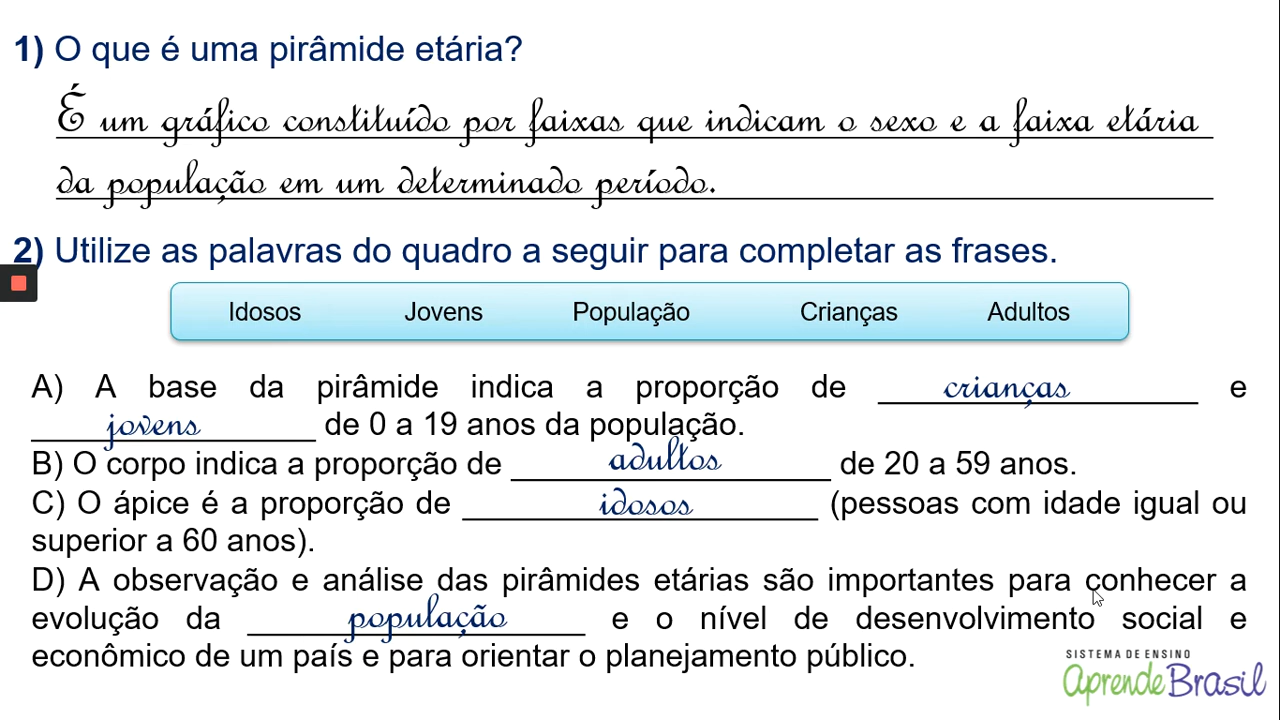 1) O que é uma pirâmide etária?
É um gráfico constituído por faixas que indicam o sexo e a faixa etária
da população em um determinado período.
2) Utilize as palavras do quadro a seguir para completar as frases.
Idosos Jovens População Crianças Adultos
A) A base da pirâmide indica a proporção de crianças e
jovens de 0 a 19 anos da população.
B) O corpo indica a proporção de adultos de 20 a 59 anos.
C) O ápice é a proporção de idosos (pessoas com idade igual ou
superior a 60 anos).
D) A observação e análise das pirâmides etárias são importantes para conhecer a
evolução da população e o nível de desenvolvimento social e
econômico de um país e para orientar o planejamento público.
SISTEMA DE ENSINO
aprende Brasil